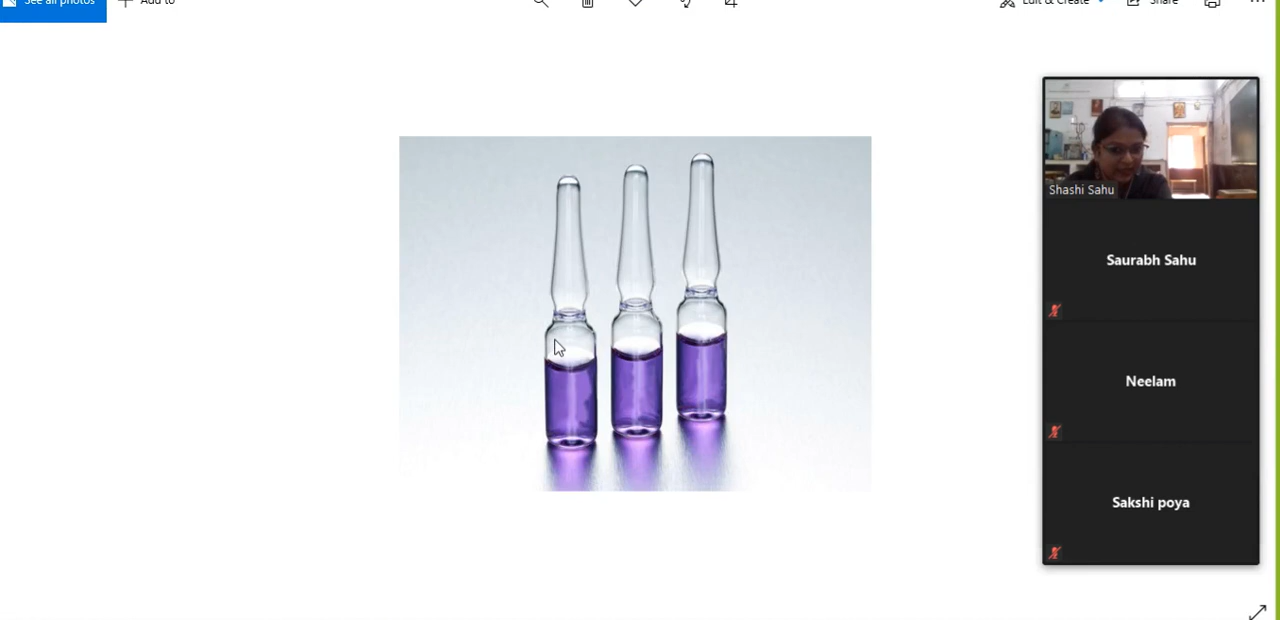 See all photos
Add to
Edit & Create
Share
Shashi Sahu
Saurabh Sahu
Neelam
Sakshi poya